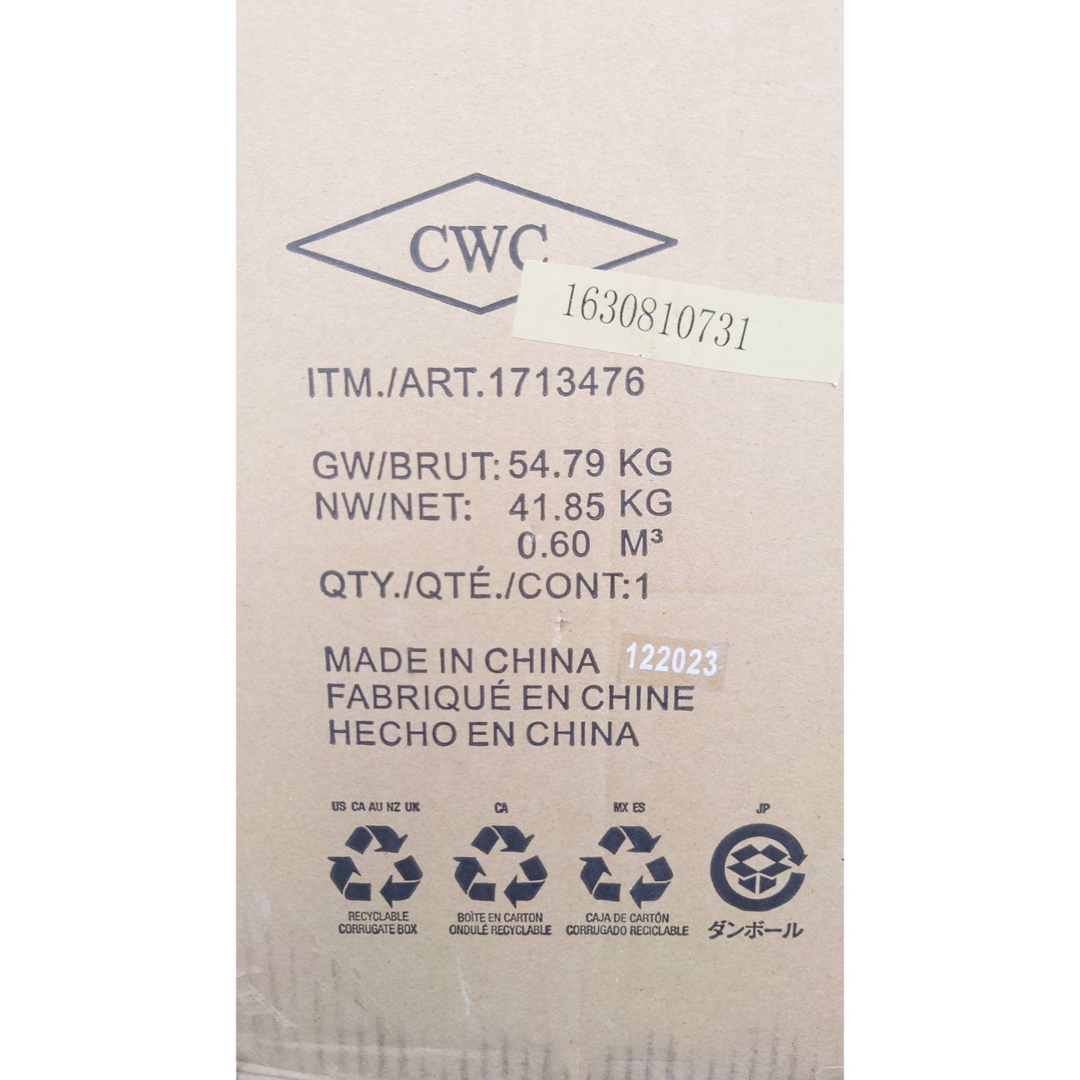 CWC
1630810731
ITM./ART.1713476
GW/BRUT: 54.79 KG
NW/NET: 41.85 KG
0.60 M³
QTY./QTÉ./CONT:1
MADE IN CHINA 122023
FABRIQUÉ EN CHINE
HECHO EN CHINA
US CA AU NZ UK CA MX ES JP
RECYCLABLE
CORRUGATE BOX
BOÎTE EN CARTON
ONDULÉ RECYCLABLE
CAJA DE CARTÓN
CORRUGADO RECICLABLE
ダンボール